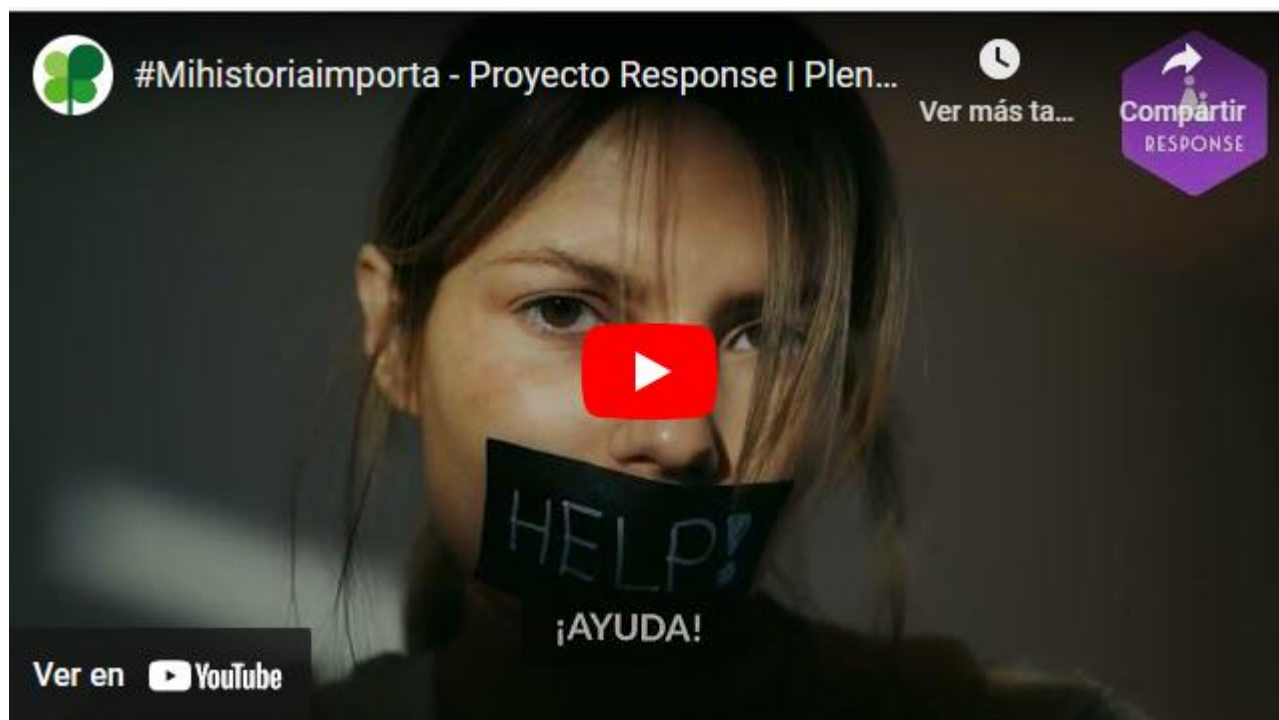 #Mihistoriaimporta - Proyecto Response | Plen...
Ver más ta...
Compartir
RESPONSE
HELP!
¡AYUDA!
Ver en YouTube